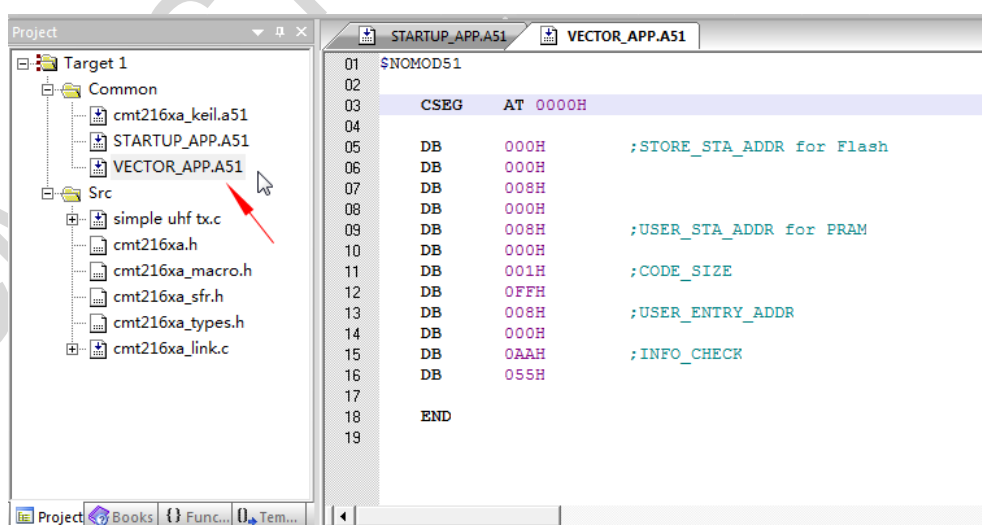 Project
Target 1
Common
cmt216xa_keil.a51
STARTUP_APP.A51
VECTOR_APP.A51
Src
simple uhf tx.c
cmt216xa.h
cmt216xa_macro.h
cmt216xa_sfr.h
cmt216xa_types.h
cmt216xa_link.c
Project Books {} Func... Tem...
STARTUP_APP.A51 VECTOR_APP.A51
01 $NOMOD51
02
03 CSEG AT 0000H
04
05 DB 000H ;STORE_STA_ADDR for Flash
06 DB 000H
07 DB 008H
08 DB 000H
09 DB 008H ;USER_STA_ADDR for PRAM
10 DB 000H
11 DB 001H ;CODE_SIZE
12 DB 0FFH
13 DB 008H ;USER_ENTRY_ADDR
14 DB 000H
15 DB 0AAH ;INFO_CHECK
16 DB 055H
17
18 END
19